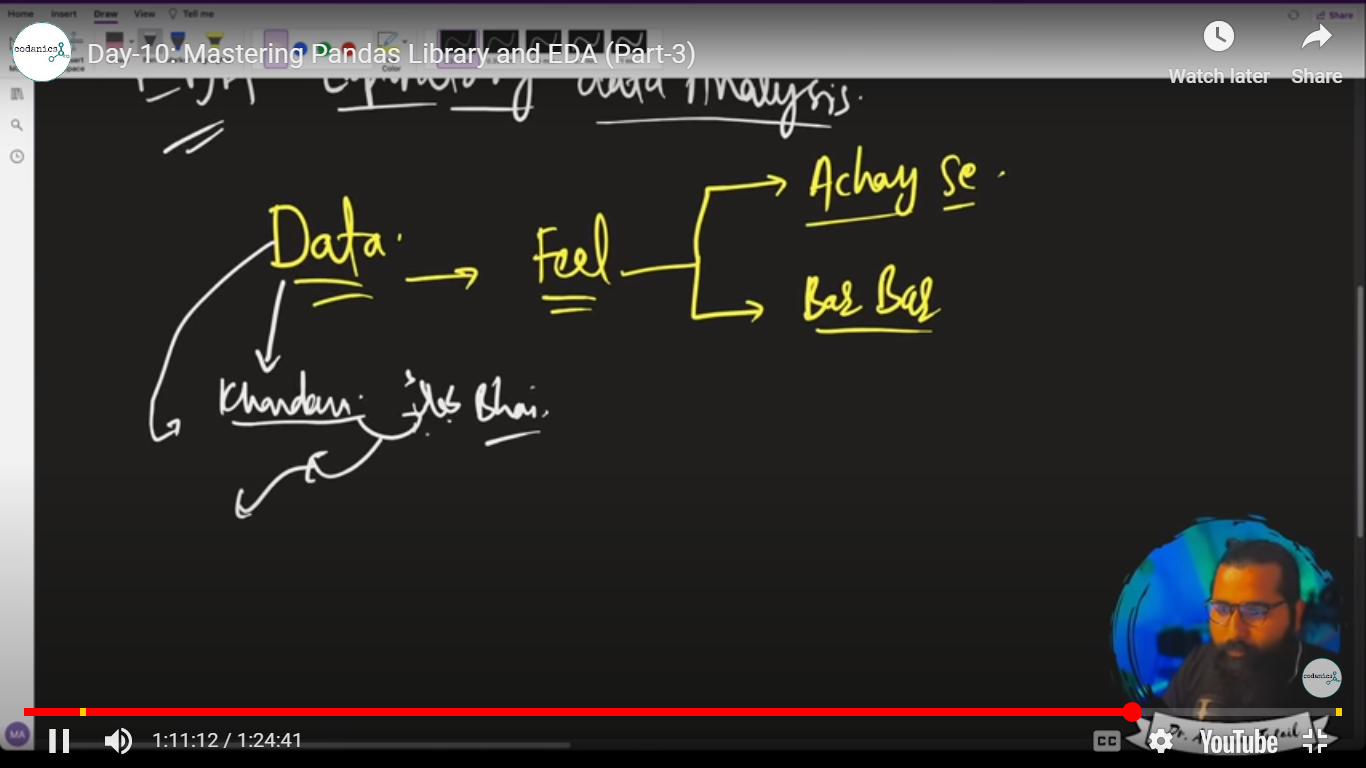 Home Insert Draw View Tell me Share
codanics
Day-10: Mastering Pandas Library and EDA (Part-3)
Color
Watch later Share
EDA Exploratory data Analysis.
Achay Se.
Data. → Feel
Bar Bar
Khandan. Bhai.
codanics
MA
1:11:12 / 1:24:41
CC
YouTube
Dr.